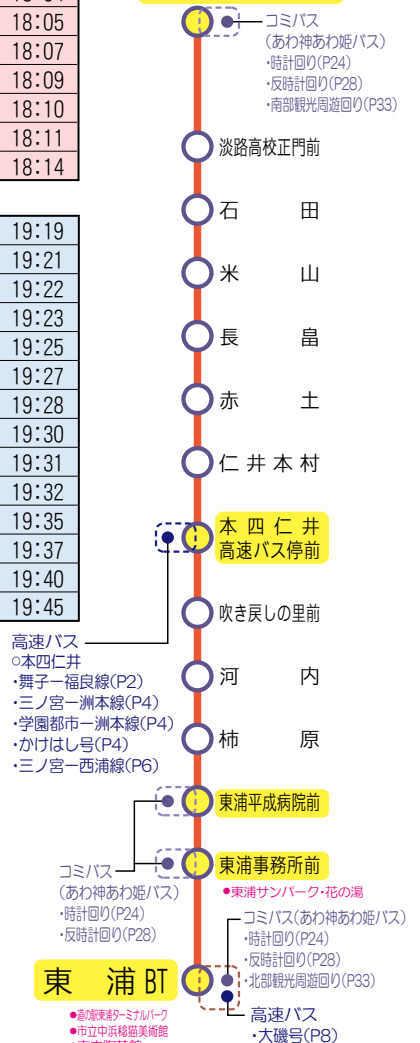 18:05
18:07
18:09
18:10
18:11
18:14
19:19
19:21
19:22
19:23
19:25
19:27
19:28
19:30
19:31
19:32
19:35
19:37
19:40
19:45
コミバス
(あわ神あわ姫バス)
・時計回り(P24)
・反時計回り(P28)
・南部観光周遊回り(P33)
淡路高校正門前
石田
米山
長畠
赤土
仁井本村
本四仁井
高速バス停前
吹き戻しの里前
高速バス
○本四仁井
・舞子ー福良線(P2)
・三ノ宮ー洲本線(P4)
・学園都市ー洲本線(P4)
・かけはし号(P4)
・三ノ宮ー西浦線(P6)
河内
柿原
東浦平成病院前
東浦事務所前
●東浦サンパーク・花の湯
コミバス
(あわ神あわ姫バス)
・時計回り(P24)
・反時計回り(P28)
コミバス(あわ神あわ姫バス)
・時計回り(P24)
・反時計回り(P28)
・北部観光周遊回り(P33)
東浦BT
●道の駅東浦ターミナルパーク
●市立中浜稔猫美術館
高速バス
・大磯号(P8)